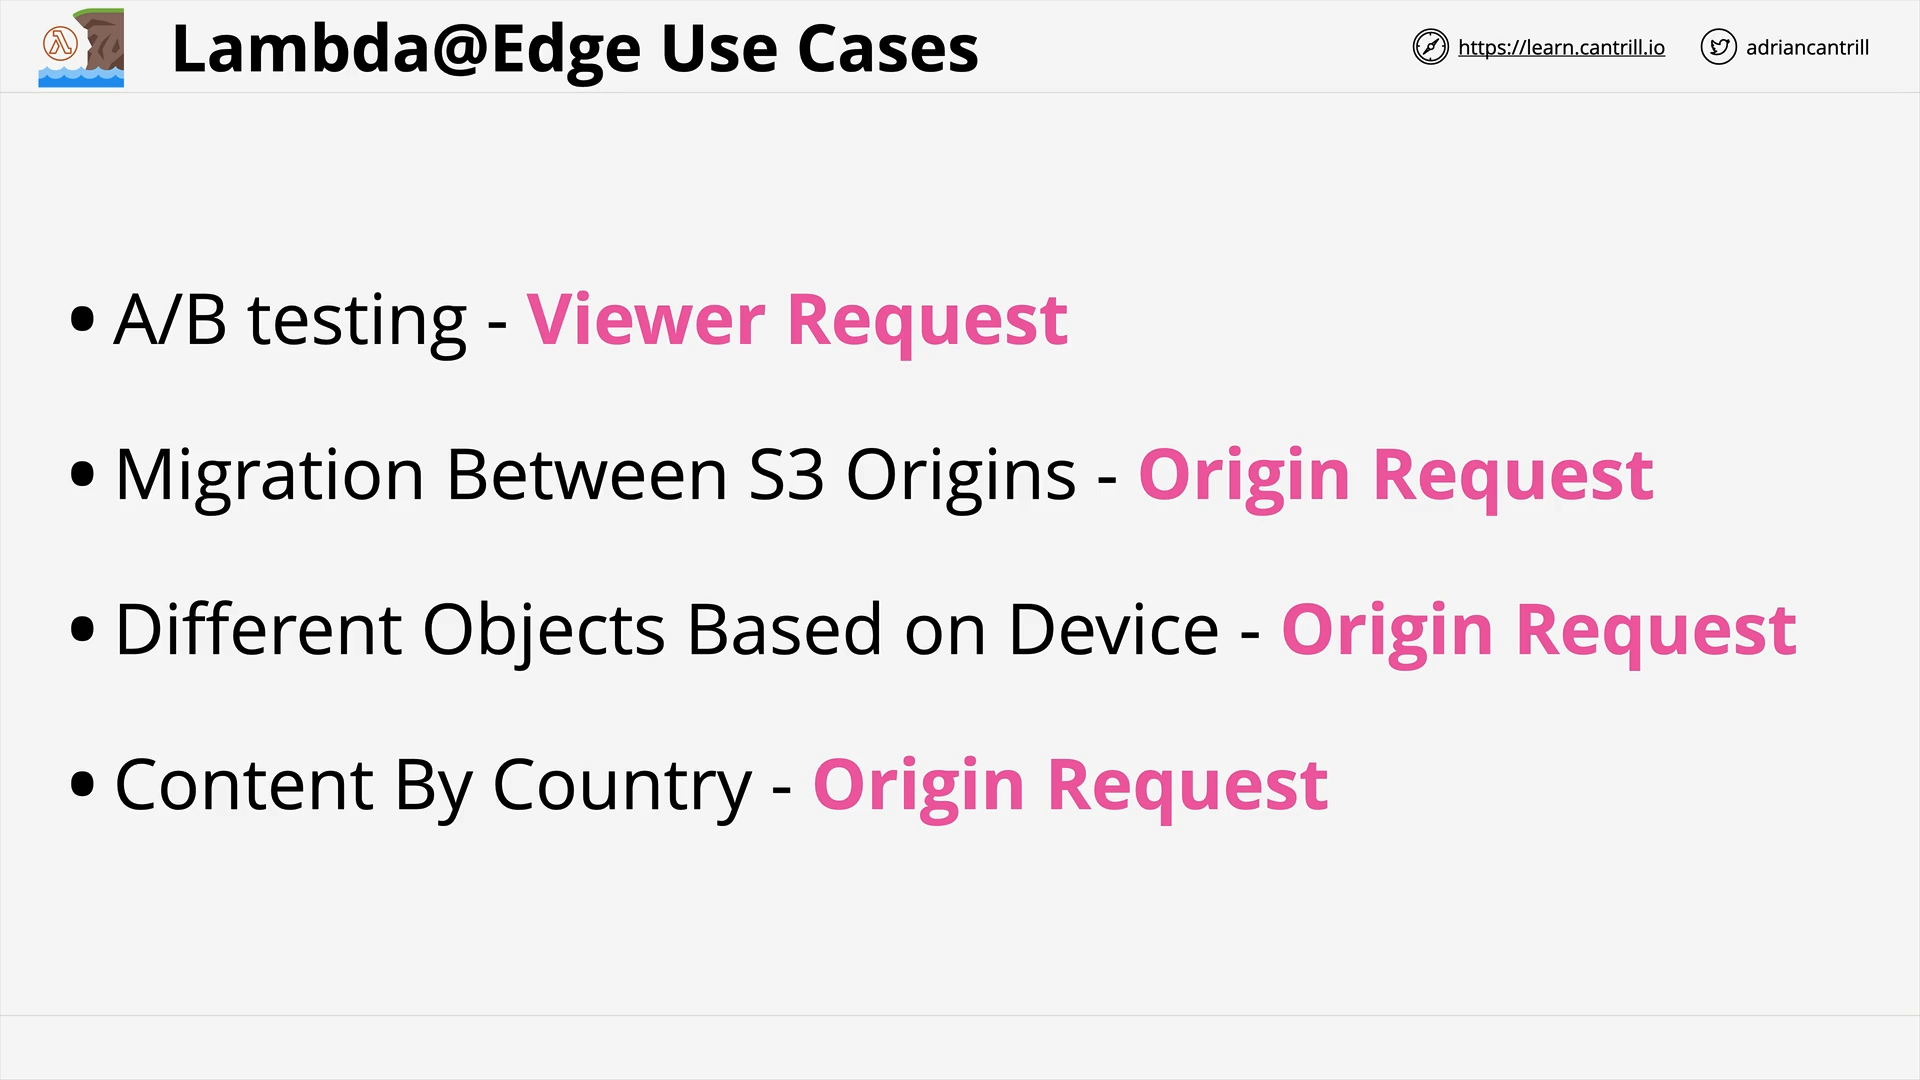 Lambda@Edge Use Cases
https://learn.cantrill.io
adriancantrill
• A/B testing - Viewer Request
• Migration Between S3 Origins - Origin Request
• Different Objects Based on Device - Origin Request
• Content By Country - Origin Request